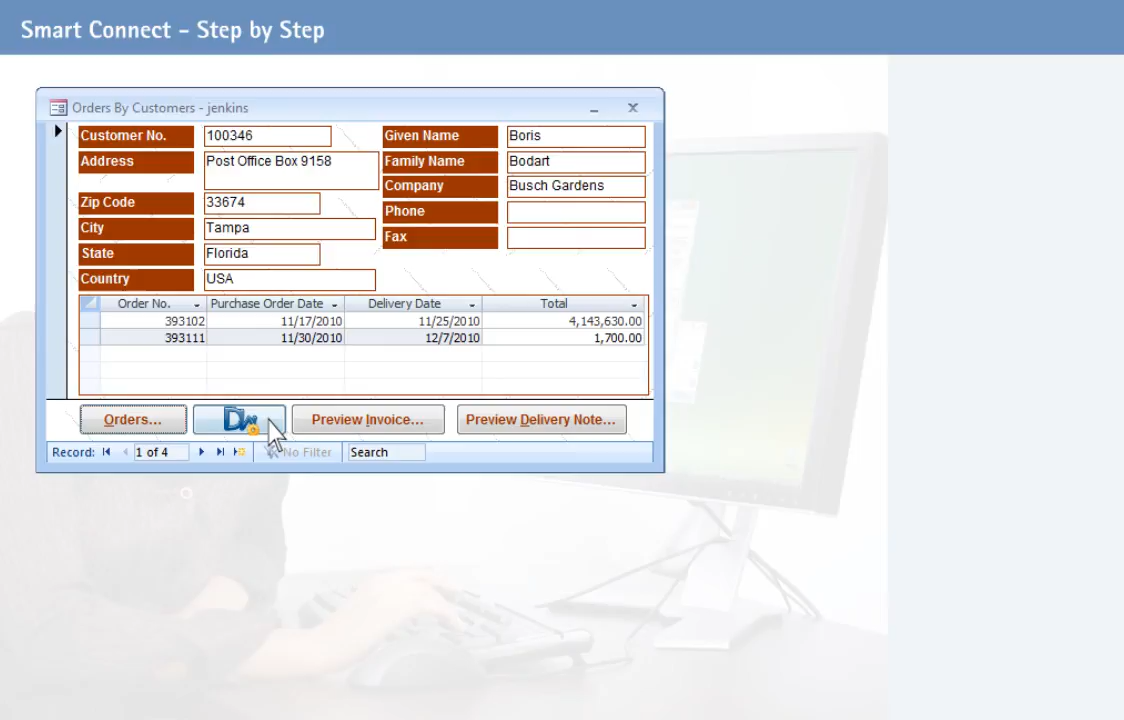 Smart Connect – Step by Step
Orders By Customers - jenkins
Customer No. 100346 Given Name Boris
Address Post Office Box 9158 Family Name Bodart
Company Busch Gardens
Zip Code 33674 Phone
City Tampa Fax
State Florida
Country USA
Order No. Purchase Order Date Delivery Date Total
393102 11/17/2010 11/25/2010 4,143,630.00
393111 11/30/2010 12/7/2010 1,700.00
Orders... DW Preview Invoice... Preview Delivery Note...
Record: 1 of 4 No Filter Search